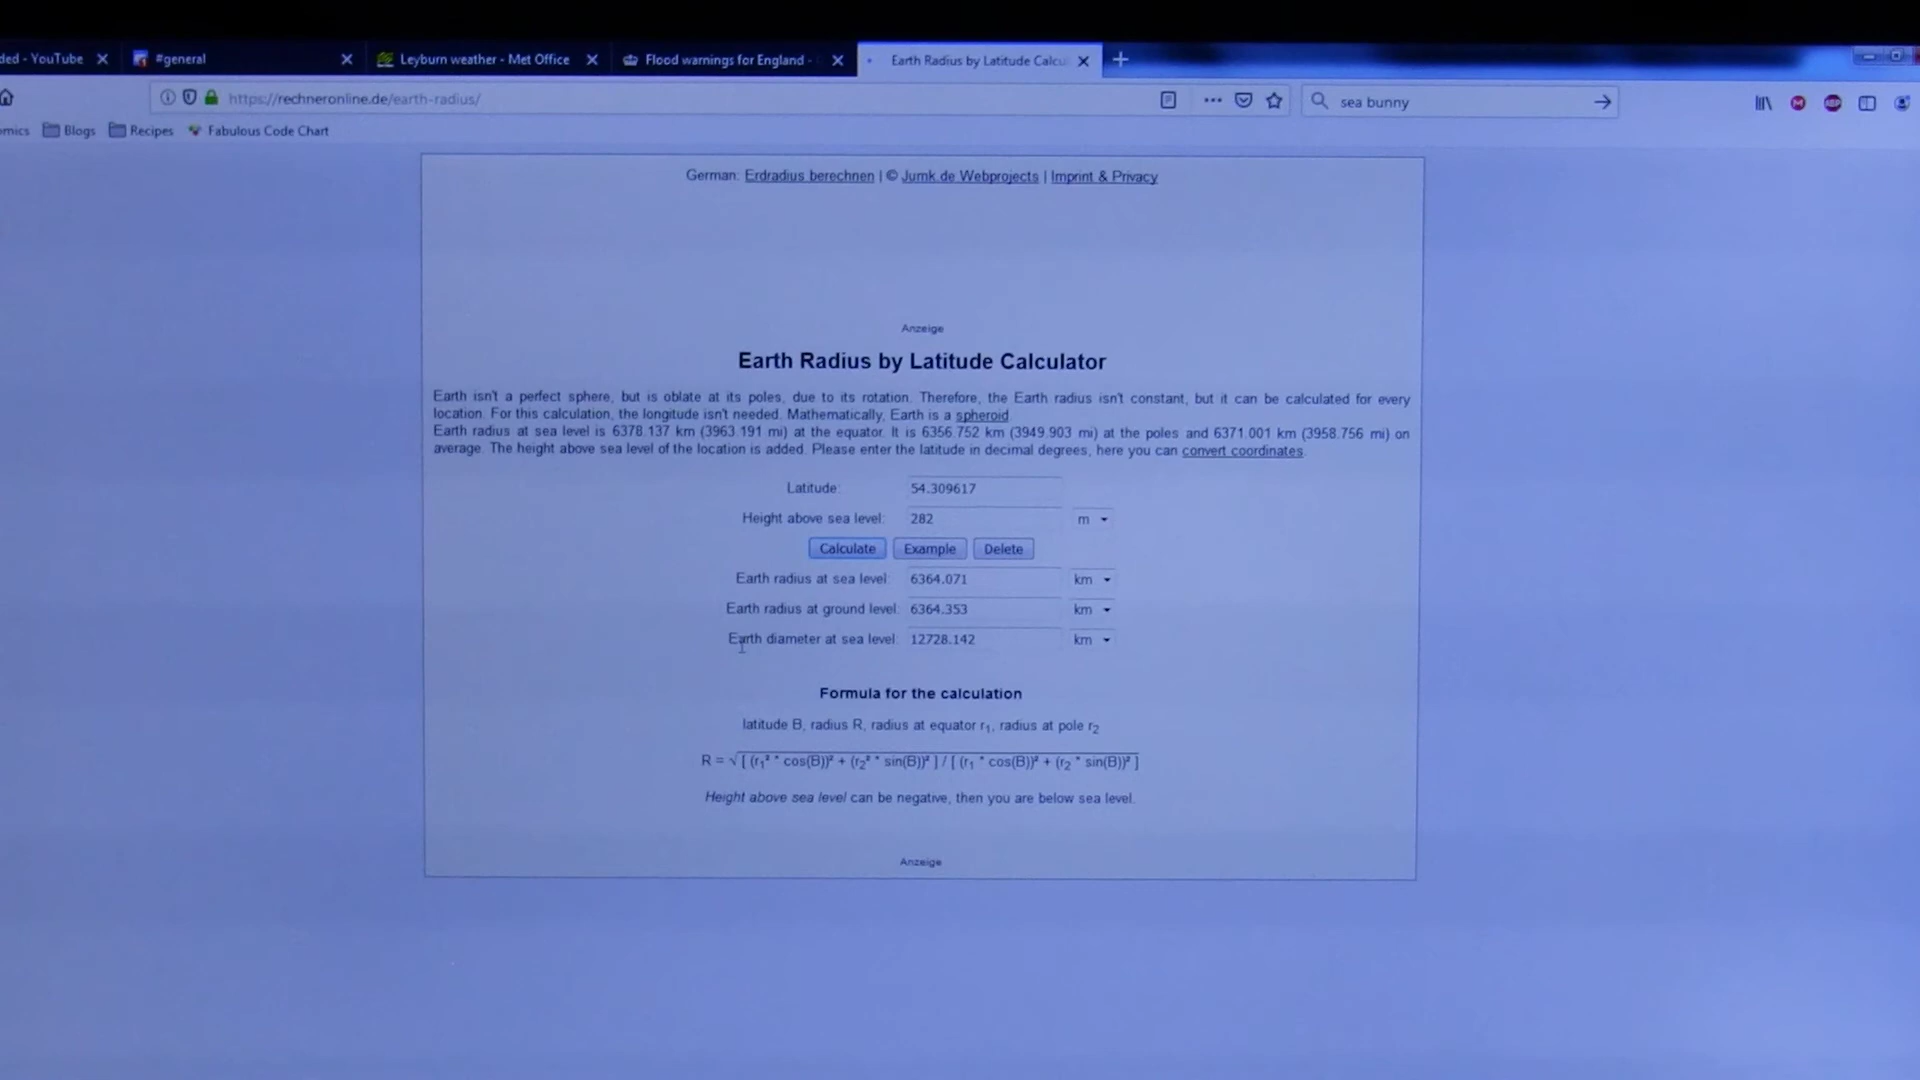 ded - YouTube
#general
Leyburn weather - Met Office
Flood warnings for England -
Earth Radius by Latitude Calcu
https://rechneronline.de/earth-radius/
sea bunny
omics
Blogs
Recipes
Fabulous Code Chart
German: Erdradius berechnen | © Jumk.de Webprojects | Imprint & Privacy
Anzeige
Earth Radius by Latitude Calculator
Earth isn't a perfect sphere, but is oblate at its poles, due to its rotation. Therefore, the Earth radius isn't constant, but it can be calculated for every
location. For this calculation, the longitude isn't needed. Mathematically, Earth is a spheroid.
Earth radius at sea level is 6378.137 km (3963.191 mi) at the equator. It is 6356.752 km (3949.903 mi) at the poles and 6371.001 km (3958.756 mi) on
average. The height above sea level of the location is added. Please enter the latitude in decimal degrees, here you can convert coordinates.
Latitude: 54.309617
Height above sea level: 282 m
Calculate Example Delete
Earth radius at sea level: 6364.071 km
Earth radius at ground level: 6364.353 km
Earth diameter at sea level: 12728.142 km
Formula for the calculation
latitude B, radius R, radius at equator r₁, radius at pole r₂
R = √ [ (r₁² * cos(B))² + (r₂² * sin(B))² ] / [ (r₁ * cos(B))² + (r₂ * sin(B))² ]
Height above sea level can be negative, then you are below sea level.
Anzeige